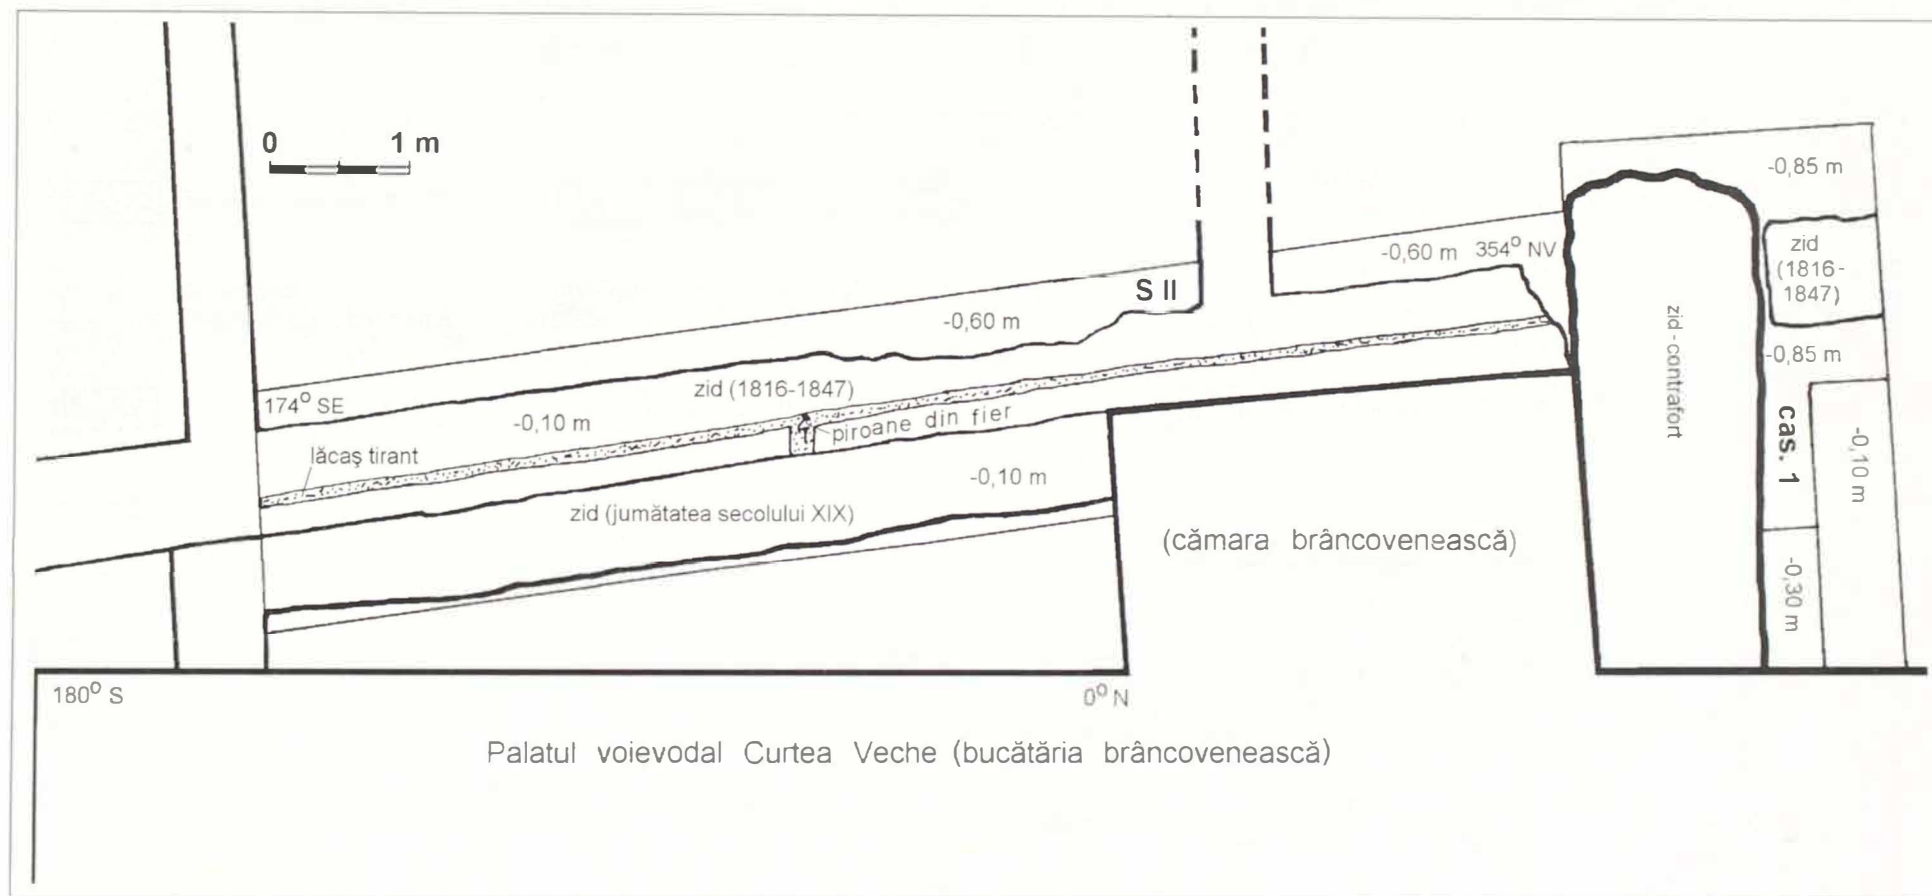 0 1 m
-0,85 m
S II
-0,60 m
-0,60 m 354° NV
zid
(1816-
1847)
174° SE
-0,10 m
zid (1816-1847)
piroane din fier
lăcaş tirant
-0,10 m
zid (jumătatea secolului XIX)
(cămara brâncovenească)
zid-contrafort
-0,85 m
cas. 1
-0,10 m
-0,30 m
180° S
0° N
Palatul voievodal Curtea Veche (bucătăria brâncovenească)